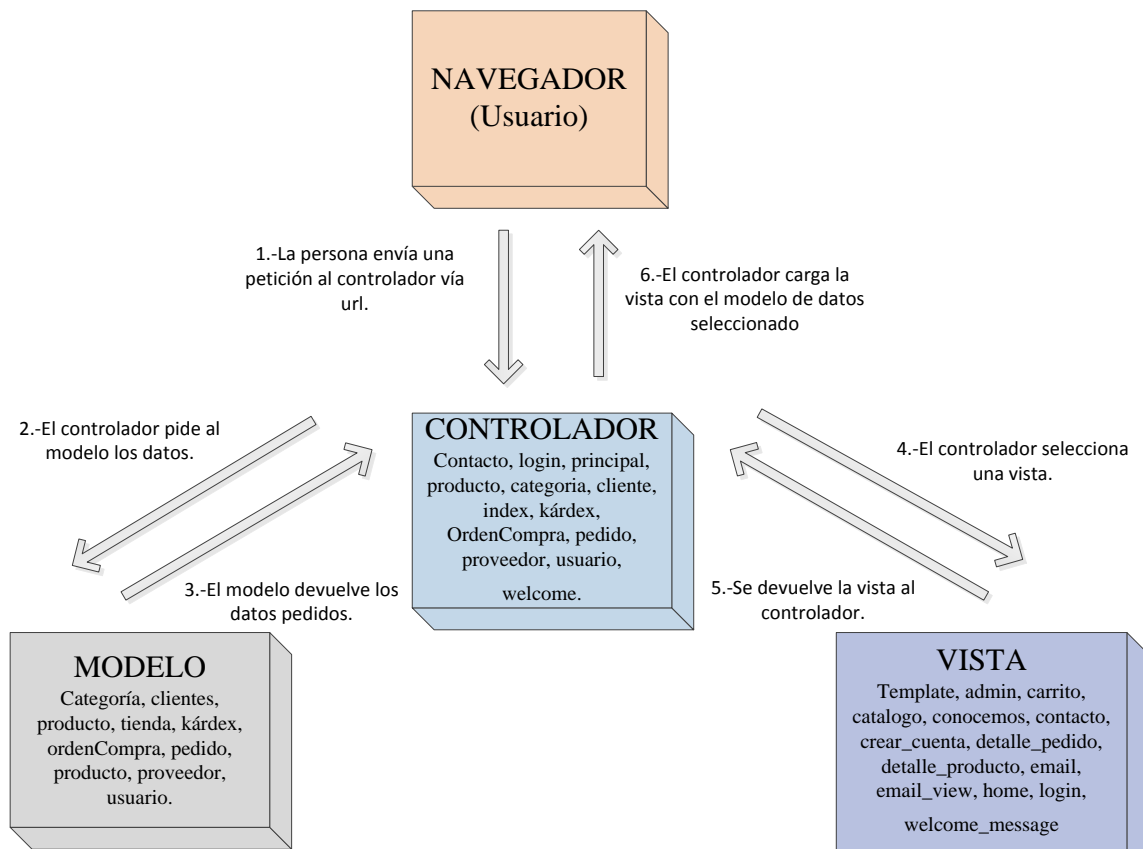 NAVEGADOR
(Usuario)
1.-La persona envía una
petición al controlador vía
url.
6.-El controlador carga la
vista con el modelo de datos
seleccionado
2.-El controlador pide al
modelo los datos.
CONTROLADOR
Contacto, login, principal,
producto, categoria, cliente,
index, kárdex,
OrdenCompra, pedido,
proveedor, usuario,
welcome.
4.-El controlador selecciona
una vista.
3.-El modelo devuelve los
datos pedidos.
5.-Se devuelve la vista al
controlador.
MODELO
Categoría, clientes,
producto, tienda, kárdex,
ordenCompra, pedido,
producto, proveedor,
usuario.
VISTA
Template, admin, carrito,
catalogo, conocemos, contacto,
crear_cuenta, detalle_pedido,
detalle_producto, email,
email_view, home, login,
welcome_message